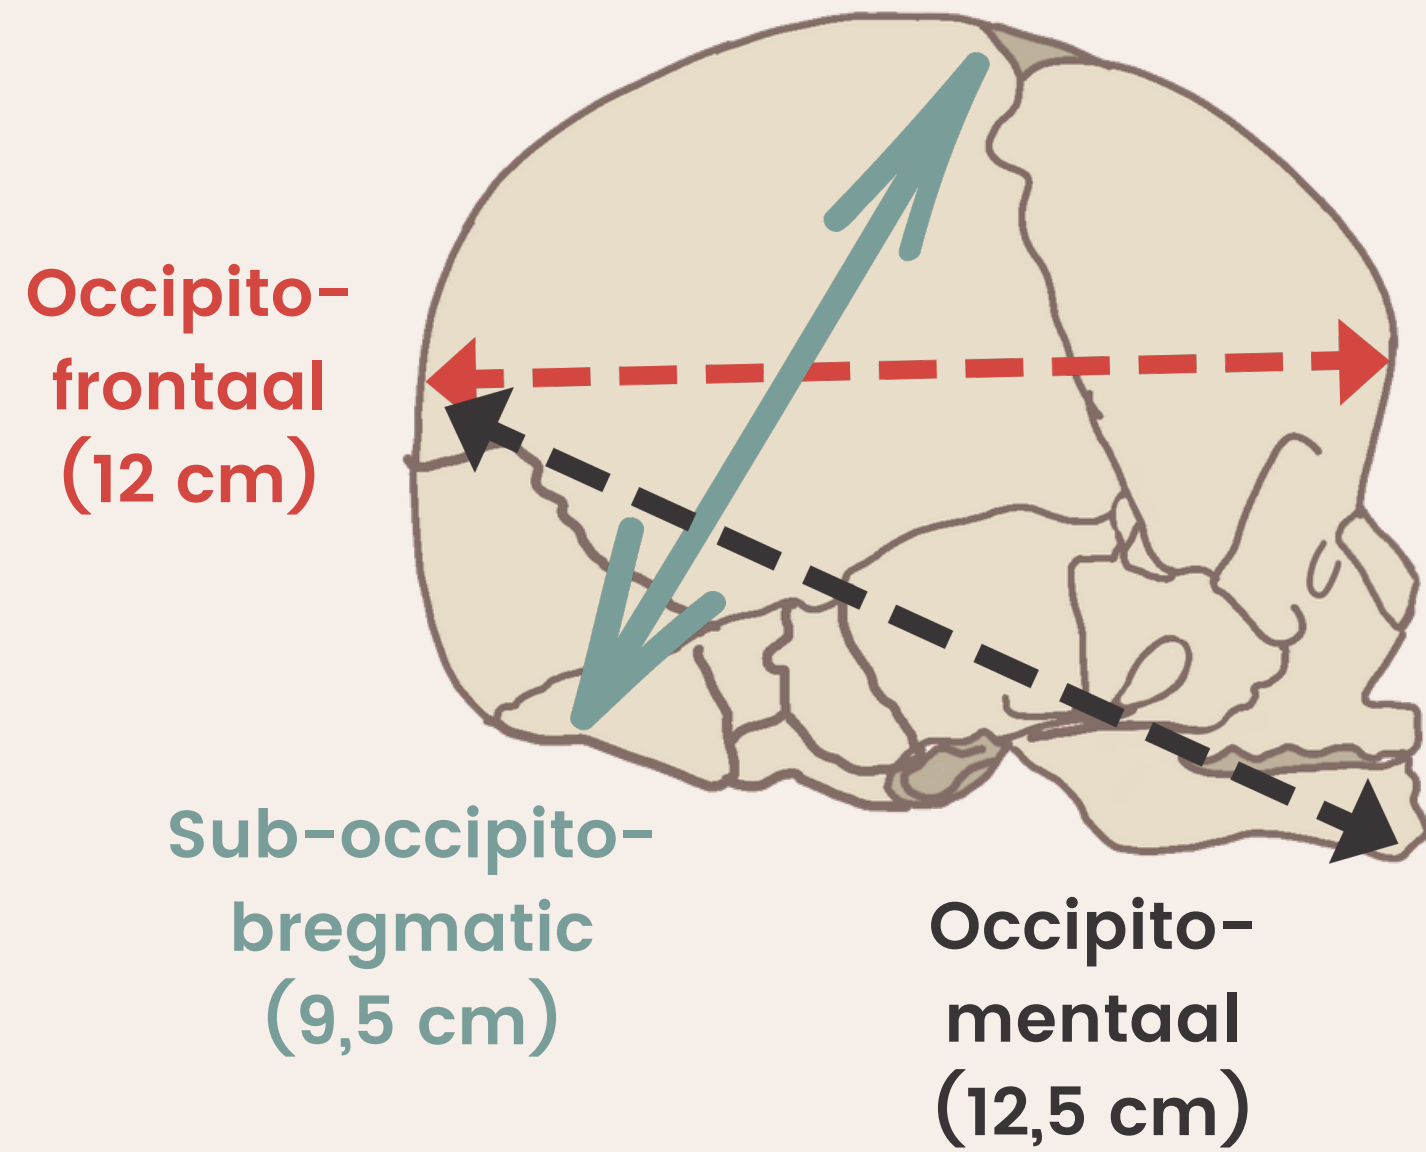 Occipito-
frontaal
(12 cm)
Sub-occipito-
bregmatic
(9,5 cm)
Occipito-
mentaal
(12,5 cm)